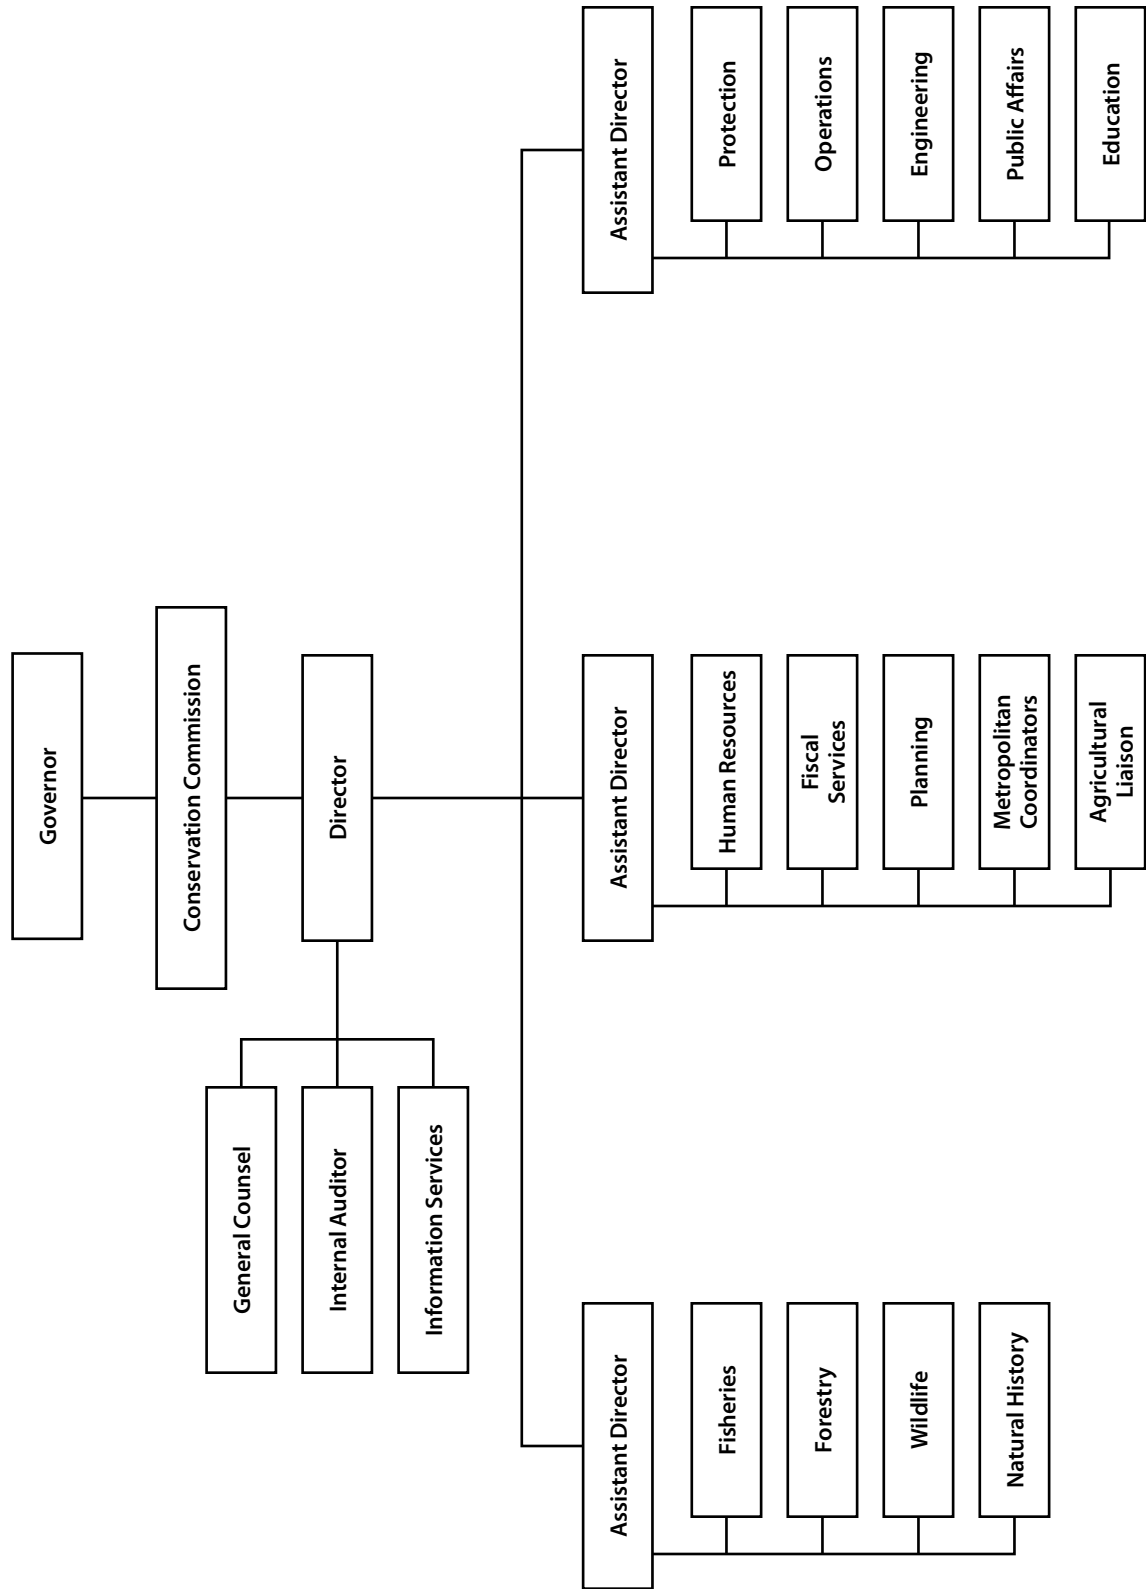 Governor
Conservation Commission
Director
General Counsel
Internal Auditor
Information Services
Assistant Director
Fisheries
Forestry
Wildlife
Natural History
Assistant Director
Human Resources
Fiscal
Services
Planning
Metropolitan
Coordinators
Agricultural
Liaison
Assistant Director
Protection
Operations
Engineering
Public Affairs
Education